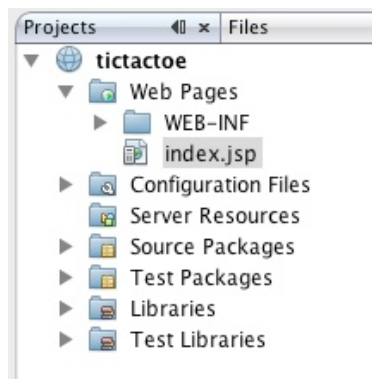 Projects Files
tictactoe
Web Pages
WEB-INF
index.jsp
Configuration Files
Server Resources
Source Packages
Test Packages
Libraries
Test Libraries